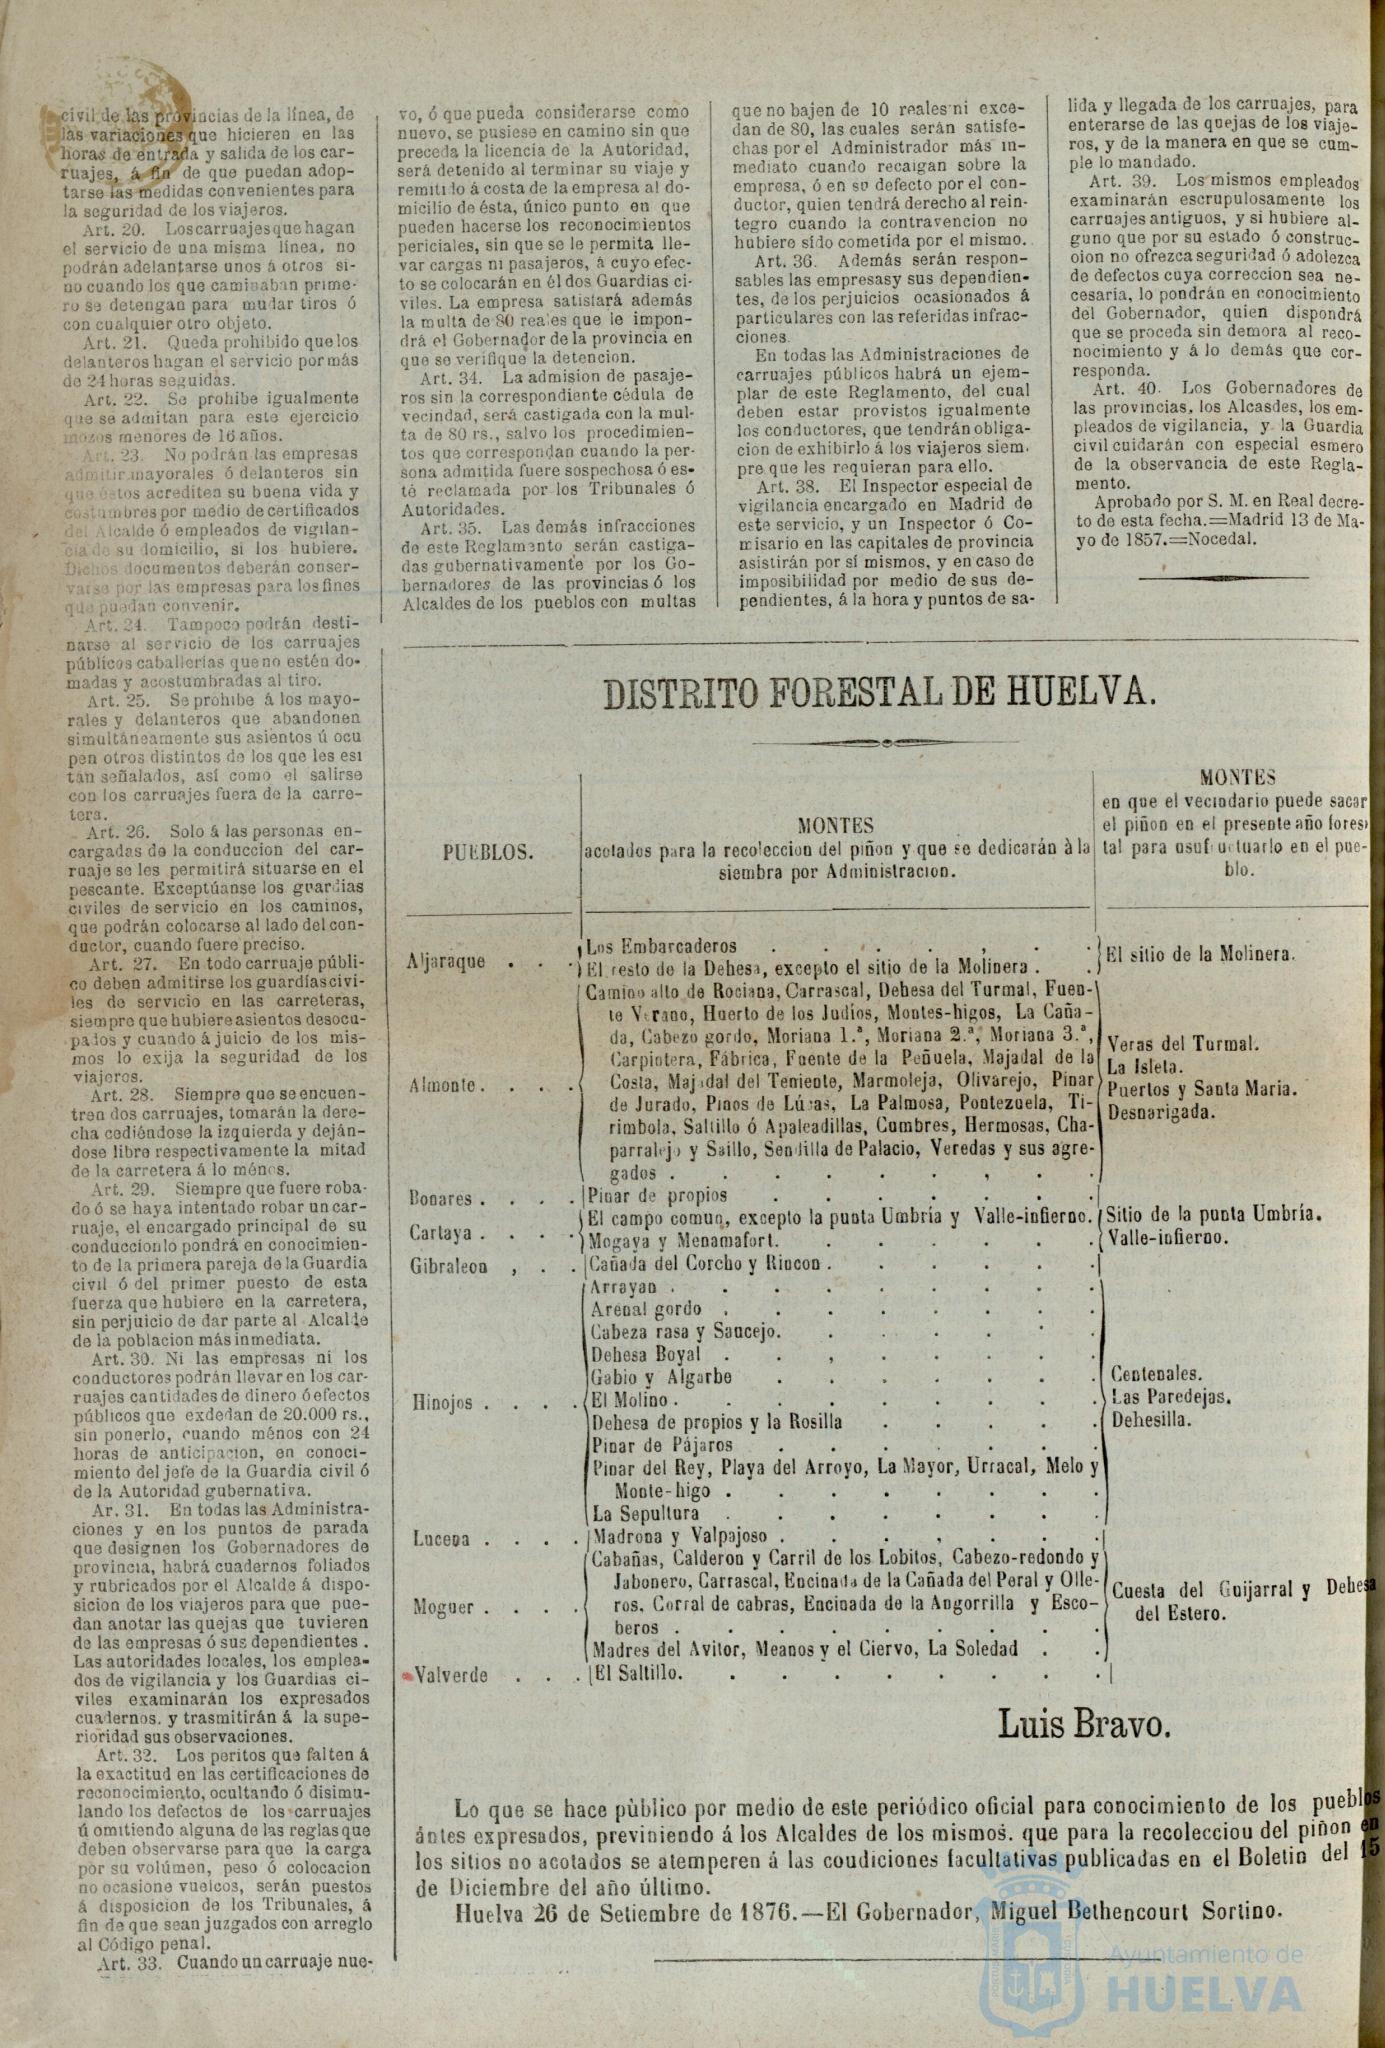 civil de las provincias de la línea, de
las variaciones que hicieren en las
horas de entrada y salida de los car-
ruajes, á fin de que puedan adop-
tarse las medidas convenientes para
la seguridad de los viajeros.
Art. 20. Los carruajes que hagan
el servicio de una misma línea, no
podrán adelantarse unos á otros si-
no cuando los que caminaban prime-
ro se detengan para mudar tiros ó
con cualquier otro objeto.
Art. 21. Queda prohibido que los
delanteros hagan el servicio por más
de 24 horas seguidas.
Art. 22. Se prohibe igualmente
que se admitan para este ejercicio
mozos menores de 16 años.
Art. 23. No podrán las empresas
admitir mayorales ó delanteros sin
que éstos acrediten su buena vida y
costumbres por medio de certificados
del Alcalde ó empleados de vigilan-
cia de su domicilio, si los hubiere.
Dichos documentos deberán conser-
varse por las empresas para los fines
que puedan convenir.
Art. 24. Tampoco podrán desti-
narse al servicio de los carruajes
públicos caballerías que no estén do-
madas y acostumbradas al tiro.
Art. 25. Se prohibe á los mayo-
rales y delanteros que abandonen
simultáneamente sus asientos ú ocu
pen otros distintos de los que les esi
tán señalados, así como el salirse
con los carruajes fuera de la carre-
tera.
Art. 26. Solo á las personas en-
cargadas de la conduccion del car-
ruaje se les permitirá situarse en el
pescante. Exceptúanse los guardias
civiles de servicio en los caminos,
que podrán colocarse al lado del con-
ductor, cuando fuere preciso.
Art. 27. En todo carruaje públi-
co deben admitirse los guardias civi-
les de servicio en las carreteras,
siempre que hubiere asientos desocu-
pados y cuando á juicio de los mis-
mos lo exija la seguridad de los
viajeros.
Art. 28. Siempre que se encuen-
tren dos carruajes, tomarán la dere-
cha cediéndose la izquierda y deján-
dose libre respectivamente la mitad
de la carretera á lo ménos.
Art. 29. Siempre que fuere roba-
do ó se haya intentado robar un car-
ruaje, el encargado principal de su
conduccion lo pondrá en conocimien-
to de la primera pareja de la Guardia
civil ó del primer puesto de esta
fuerza que hubiere en la carretera,
sin perjuicio de dar parte al Alcalde
de la poblacion más inmediata.
Art. 30. Ni las empresas ni los
conductores podrán llevar en los car-
ruajes cantidades de dinero ó efectos
públicos que exdedan de 20.000 rs.,
sin ponerlo, cuando ménos con 24
horas de anticipacion, en conoci-
miento del jefe de la Guardia civil ó
de la Autoridad gubernativa.
Ar. 31. En todas las Administra-
ciones y en los puntos de parada
que designen los Gobernadores de
provincia, habrá cuadernos foliados
y rubricados por el Alcalde á dispo-
sicion de los viajeros para que pue-
dan anotar las quejas que tuvieren
de las empresas ó sus dependientes.
Las autoridades locales, los emplea-
dos de vigilancia y los Guardias ci-
viles examinarán los expresados
cuadernos. y trasmitirán á la supe-
rioridad sus observaciones.
Art. 32. Los peritos que falten á
la exactitud en las certificaciones de
reconocimiento, ocultando ó disimu-
lando los defectos de los carruajes
ú omitiendo alguna de las reglas que
deben observarse para que la carga
por su volúmen, peso ó colocacion
no ocasione vuelcos, serán puestos
á disposicion de los Tribunales, á
fin de que sean juzgados con arreglo
al Código penal.
Art. 33. Cuando un carruaje nue-
vo, ó que pueda considerarse como
nuevo, se pusiese en camino sin que
preceda la licencia de la Autoridad,
será detenido al terminar su viaje y
remitido á costa de la empresa al do-
micilio de ésta, único punto en que
pueden hacerse los reconocimientos
periciales, sin que se le permita lle-
var cargas ni pasajeros, á cuyo efec-
to se colocarán en él dos Guardias ci-
viles. La empresa satisfará además
la multa de 80 reales que le impon-
drá el Gobernador de la provincia en
que se verifique la detencion.
Art. 34. La admision de pasaje-
ros sin la correspondiente cédula de
vecindad, será castigada con la mul-
ta de 80 rs., salvo los procedimien-
tos que correspondan cuando la per-
sona admitida fuere sospechosa ó es-
té reclamada por los Tribunales ó
Autoridades.
Art. 35. Las demás infracciones
de este Reglamento serán castiga-
das gubernativamente por los Go-
bernadores de las provincias ó los
Alcaldes de los pueblos con multas
que no bajen de 10 reales ni exce-
dan de 80, las cuales serán satisfe-
chas por el Administrador más in-
mediato cuando recaigan sobre la
empresa, ó en su defecto por el con-
ductor, quien tendrá derecho al rein-
tegro cuando la contravencion no
hubiere sido cometida por el mismo.
Art. 36. Además serán respon-
sables las empresas y sus dependien-
tes, de los perjuicios ocasionados á
particulares con las referidas infrac-
ciones.
En todas las Administraciones de
carruajes públicos habrá un ejem-
plar de este Reglamento, del cual
deben estar provistos igualmente
los conductores, que tendrán obliga-
cion de exhibirlo á los viajeros siem.
pre que les requieran para ello.
Art. 38. El Inspector especial de
vigilancia encargado en Madrid de
este servicio, y un Inspector ó Co-
misario en las capitales de provincia
asistirán por sí mismos, y en caso de
imposibilidad por medio de sus de-
pendientes, á la hora y puntos de sa-
lida y llegada de los carruajes, para
enterarse de las quejas de los viaje-
ros, y de la manera en que se cum-
ple lo mandado.
Art. 39. Los mismos empleados
examinarán escrupulosamente los
carruajes antiguos, y si hubiere al-
guno que por su estado ó construc-
cion no ofrezca seguridad ó adolezca
de defectos cuya correccion sea ne-
cesaria, lo pondrán en conocimiento
del Gobernador, quien dispondrá
que se proceda sin demora al reco-
nocimiento y á lo demás que cor-
responda.
Art. 40. Los Gobernadores de
las provincias, los Alcasdes, los em-
pleados de vigilancia, y la Guardia
civil cuidarán con especial esmero
de la observancia de este Regla-
mento.
Aprobado por S. M. en Real decre-
to de esta fecha.=Madrid 13 de Ma-
yo de 1857.=Nocedal.
DISTRITO FORESTAL DE HUELVA.
PUEBLOS.
MONTES
acotados para la recoleccion del piñon y que se dedicarán á la
siembra por Administracion.
MONTES
en que el vecindario puede sacar
el piñon en el presente año fores-
tal para usufructuarlo en el pue-
blo.
Aljaraque . . .
Los Embarcaderos . . . . , . .
El resto de la Dehesa, excepto el sitio de la Molinera . .
El sitio de la Molinera.
Almonte . . . .
Camino alto de Rociana, Carrascal, Dehesa del Turmal, Fuen-
te Verano, Huerto de los Judíos, Montes-higos, La Caña-
da, Cabezo gordo, Moriana 1.ª, Moriana 2.ª, Moriana 3.ª,
Carpintera, Fábrica, Fuente de la Peñuela, Majadal de la
Costa, Majadal del Teniente, Marmoleja, Olivarejo, Pinar
de Jurado, Pinos de Lúcas, La Palmosa, Pontezuela, Ti-
rimbola, Saltillo ó Apaleadillas, Cumbres, Hermosas, Cha-
parralejo y Saillo, Sendilla de Palacio, Veredas y sus agre-
gados . . . . . , . .
Veras del Turmal.
La Isleta.
Puertos y Santa Maria.
Desnarigada.
Bonares . . . .
Pinar de propios . . . . . .
Cartaya . . . .
El campo comun, excepto la punta Umbría y Valle-infierno.
Mogaya y Menamafort. . . . . . .
Sitio de la punta Umbría.
Valle-infierno.
Gibraleon , . .
Cañada del Corcho y Rincon . . . . . .
Hinojos . . . .
Arrayan . . . . . . . .
Arenal gordo . . . . . . .
Cabeza rasa y Saucejo. . . . . . .
Dehesa Boyal . . , . . . .
Gabio y Algarbe . . . . . .
El Molino . . . . . . . .
Dehesa de propios y la Rosilla . . . .
Pinar de Pájaros . . . . . .
Pinar del Rey, Playa del Arroyo, La Mayor, Urracal, Melo y
Monte-higo . . . . . . .
La Sepultura . . . . . . .
Centenales.
Las Paredejas.
Dehesilla.
Lucena . . . .
Madrona y Valpajoso . . . . , . .
Moguer . . . .
Cabañas, Calderon y Carril de los Lobitos, Cabezo-redondo y
Jabonero, Carrascal, Encinada de la Cañada del Peral y Olle-
ros, Corral de cabras, Encinada de la Angorrilla y Esco-
beros . . . . . . . .
Madres del Avitor, Meanos y el Ciervo, La Soledad . .
Cuesta del Guijarral y Dehesa
del Estero.
Valverde . . .
El Saltillo. . . . . . . .
Luis Bravo.
Lo que se hace público por medio de este periódico oficial para conocimiento de los pueblos
ántes expresados, previniendo á los Alcaldes de los mismos. que para la recolecciou del piñon en
los sitios no acotados se atemperen á las coudiciones facultativas publicadas en el Boletin del 15
de Diciembre del año último.
Huelva 26 de Setiembre de 1876.—El Gobernador, Miguel Bethencourt Sortino.
Ayuntamiento de
HUELVA